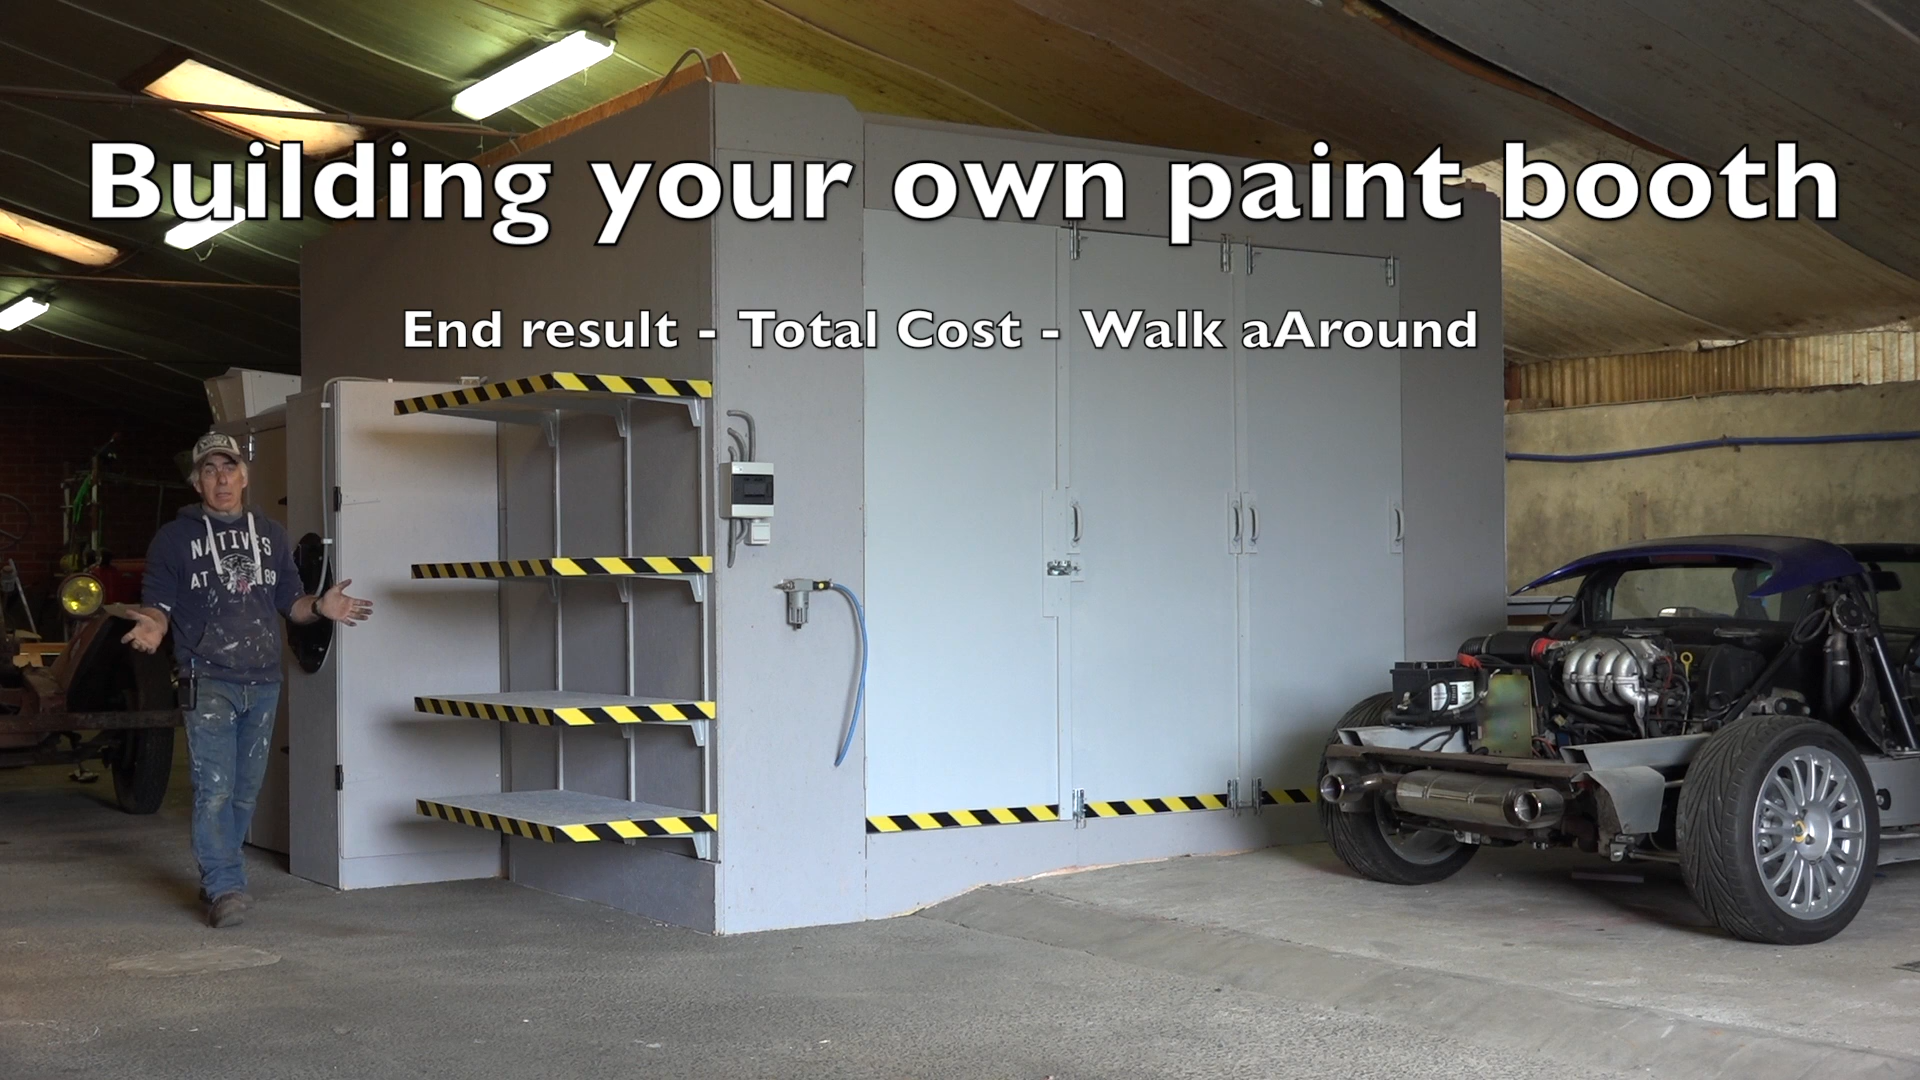 Building your own paint booth
End result - Total Cost - Walk aAround
NATIVES
AT 89